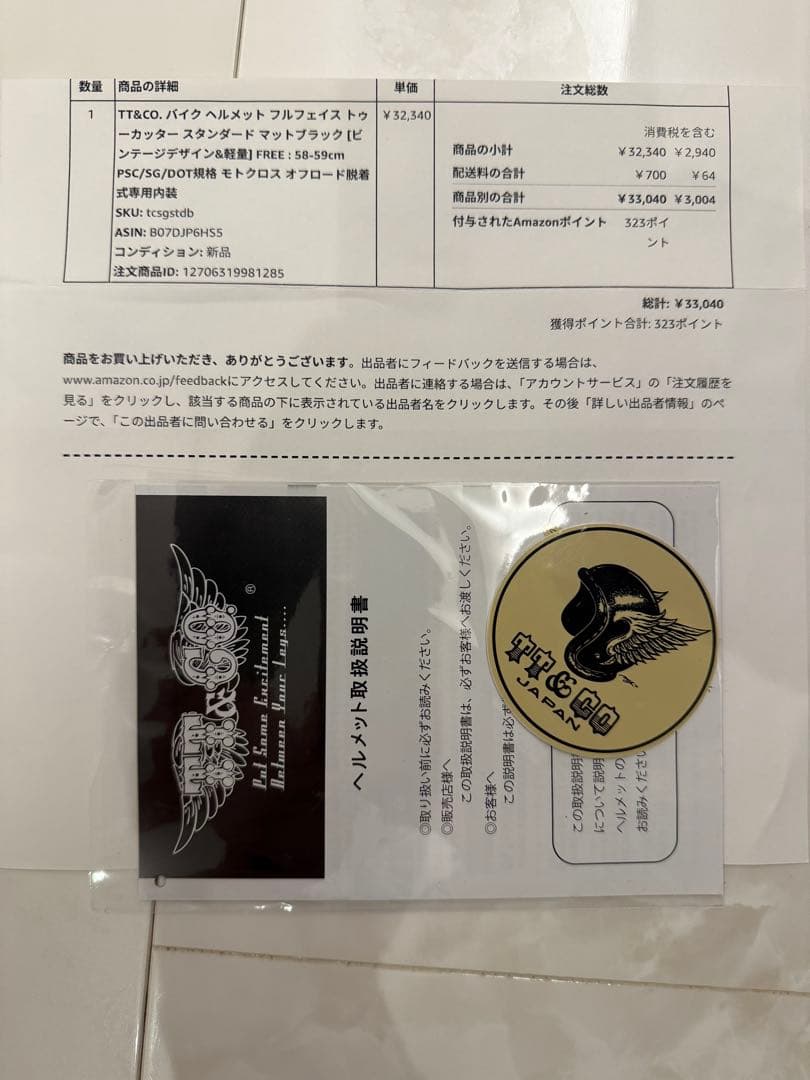 数量 商品の詳細 単価 注文総数
1 TT&CO. バイク ヘルメット フルフェイス トゥ
ーカッター スタンダード マットブラック [ビ
ンテージデザイン&軽量] FREE : 58-59cm
PSC/SG/DOT規格 モトクロス オフロード脱着
式専用内装
SKU: tcsgstdb
ASIN: B07DJP6HS5
コンディション: 新品
注文商品ID: 12706319981285
￥32,340
消費税を含む
商品の小計 ￥32,340 ￥2,940
配送料の合計 ￥700 ￥64
商品別の合計 ￥33,040 ￥3,004
付与されたAmazonポイント 323ポイ
ント
総計: ￥33,040
獲得ポイント合計: 323ポイント
商品をお買い上げいただき、ありがとうございます。出品者にフィードバックを送信する場合は、
www.amazon.co.jp/feedbackにアクセスしてください。出品者に連絡する場合は、「アカウントサービス」の「注文履歴を
見る」をクリックし、該当する商品の下に表示されている出品者名をクリックします。その後「詳しい出品者情報」のペ
ージで、「この出品者に問い合わせる」をクリックします。
TT&CO.
®
Put Some Excitement
Between Your Legs....
ヘルメット取扱説明書
◎取り扱い前に必ずお読みください。
◎販売店様へ
この取扱説明書は、必ずお客様へお渡しください。
◎お客様へ
この説明書は必ず
この取扱説明
について説明
ヘルメットの
お読みください
TT&CO
JAPAN